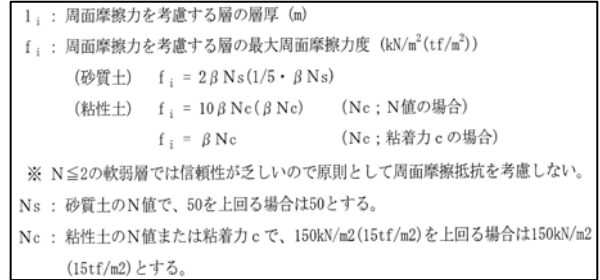 l i : 周面摩擦力を考慮する層の層厚 (m)
f i : 周面摩擦力を考慮する層の最大周面摩擦力度 (kN/m²(tf/m²))
(砂質土) f i = 2βNs(1/5・βNs)
(粘性土) f i = 10βNc(βNc) (Nc ; N値の場合)
f i = βNc (Nc ; 粘着力cの場合)
※ N≦2の軟弱層では信頼性が乏しいので原則として周面摩擦抵抗を考慮しない。
Ns : 砂質土のN値で、50を上回る場合は50とする。
Nc : 粘性土のN値または粘着力cで、150kN/m2(15tf/m2)を上回る場合は150kN/m2
(15tf/m2)とする。